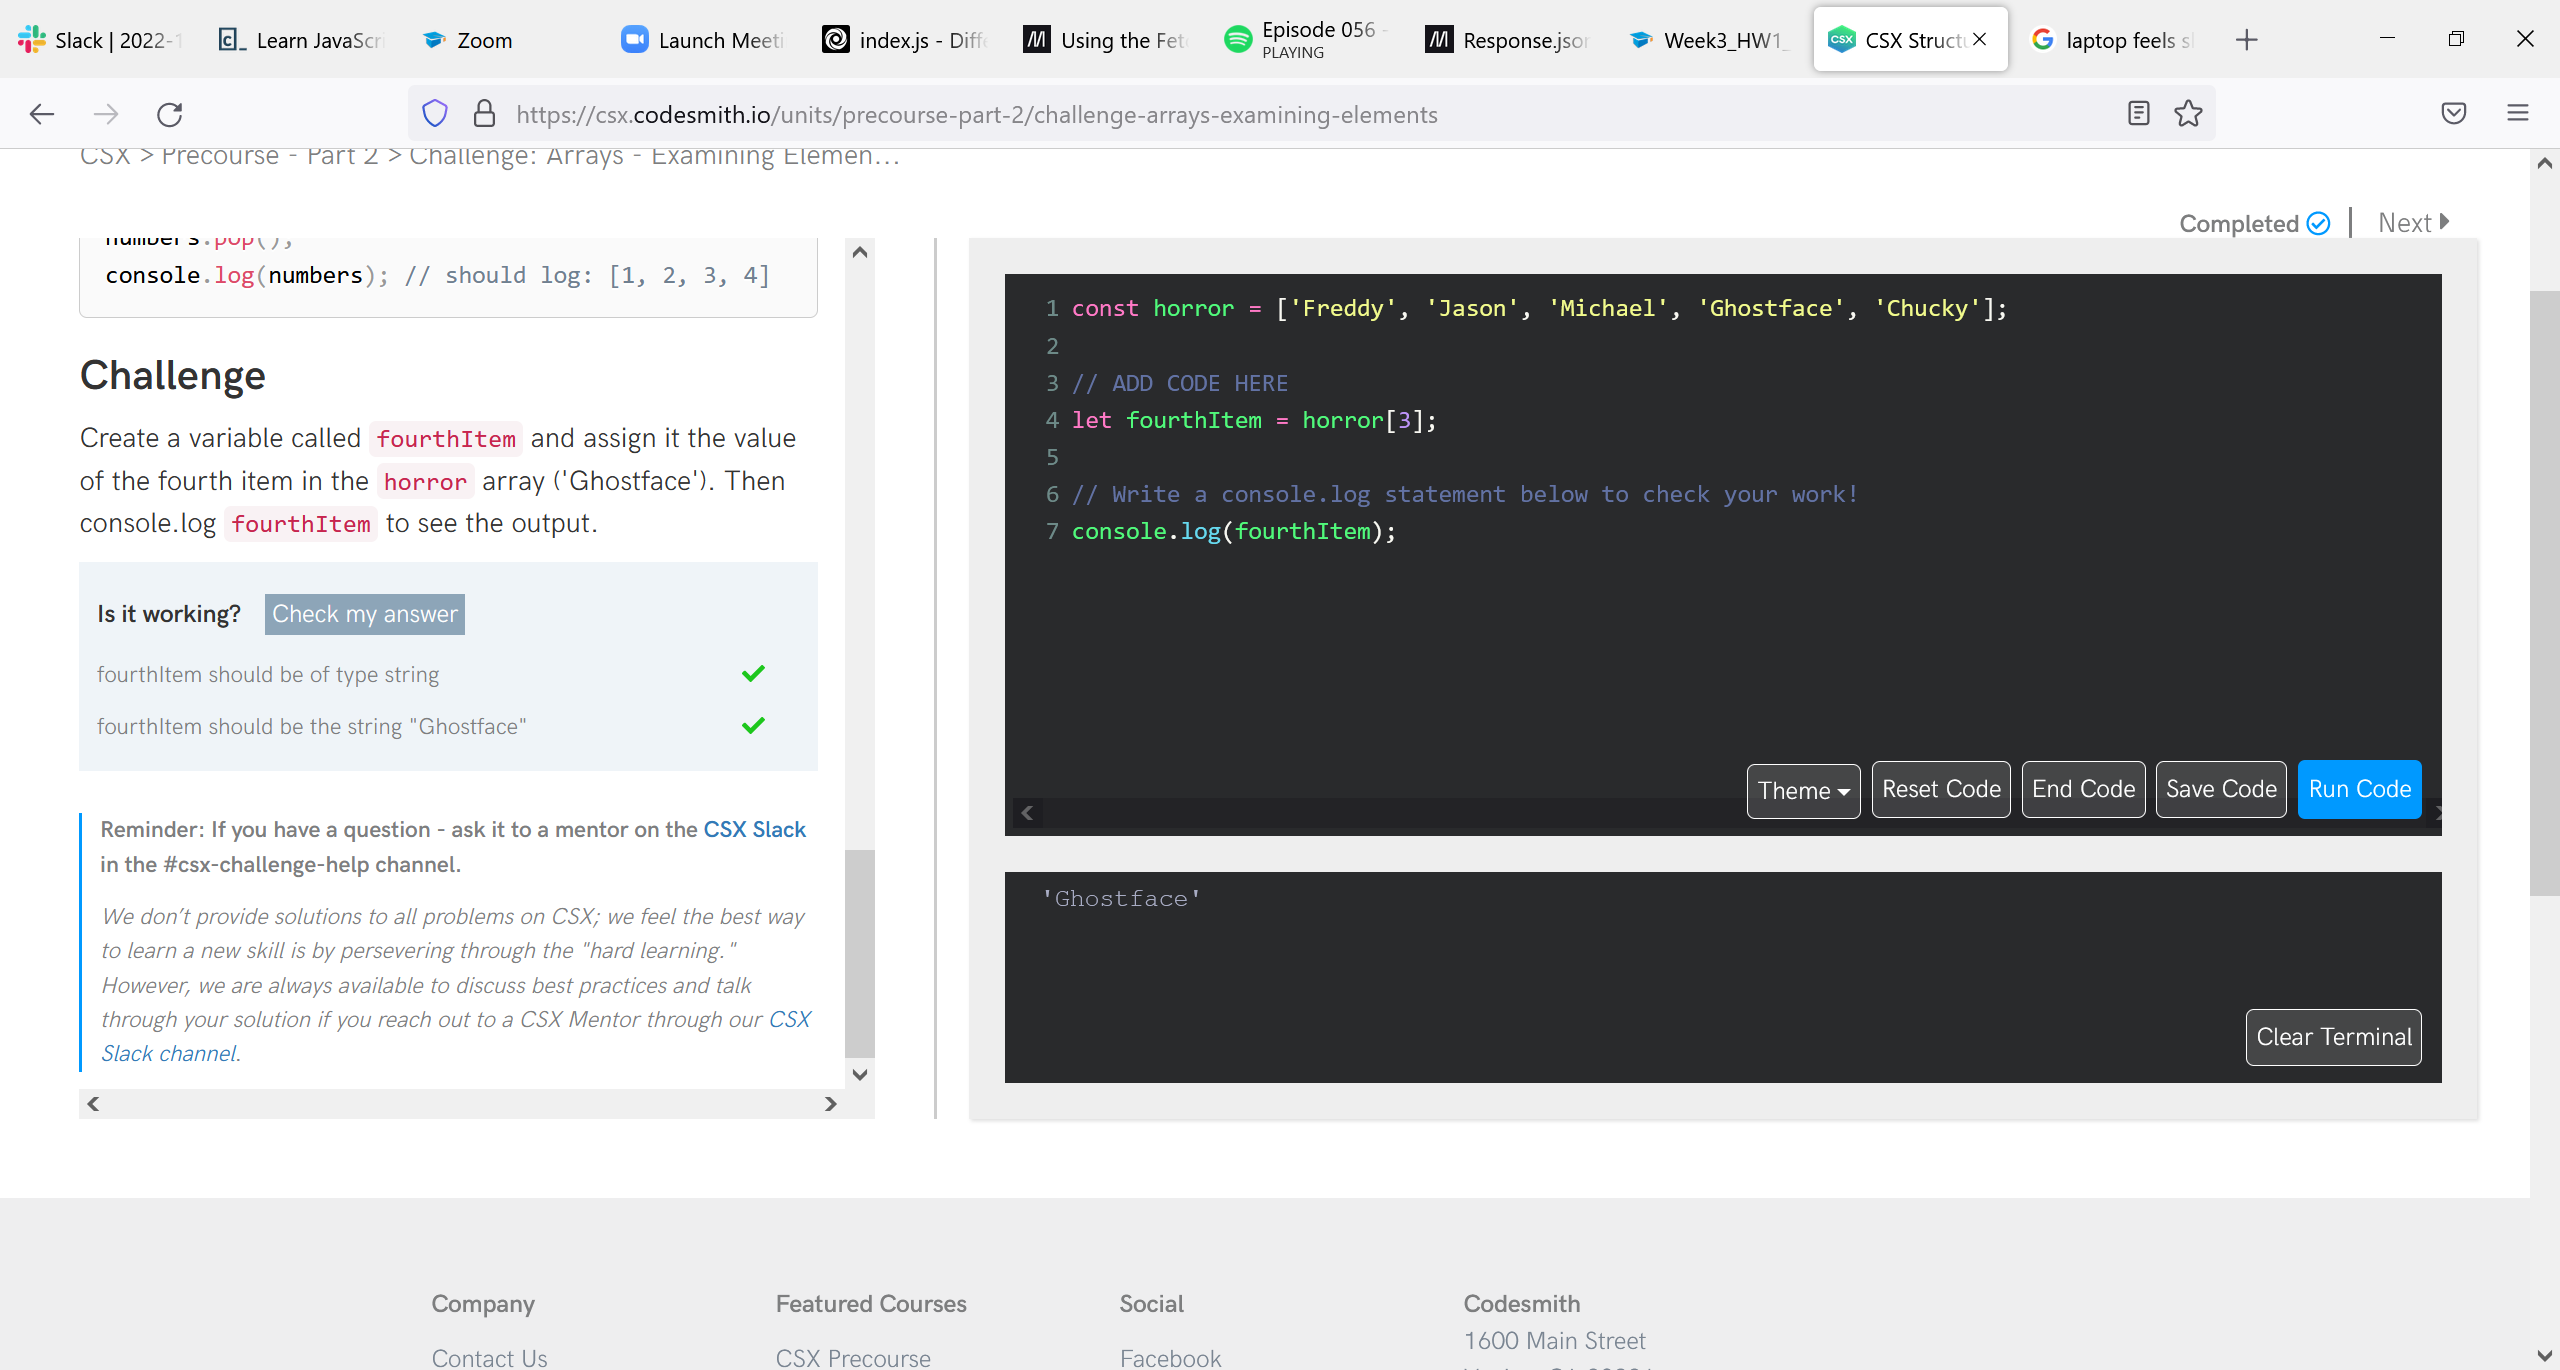 Slack | 2022-1
Learn JavaScri
Zoom
Launch Meeti
index.js - Diffe
Using the Fetc
Episode 056 -
PLAYING
Response.json
Week3_HW1_
CSX Structu
laptop feels sl
https://csx.codesmith.io/units/precourse-part-2/challenge-arrays-examining-elements
CSX > Precourse - Part 2 > Challenge: Arrays - Examining Elemen...
Completed
Next
numbers.pop();
console.log(numbers); // should log: [1, 2, 3, 4]
Challenge
Create a variable called fourthItem and assign it the value
of the fourth item in the horror array ('Ghostface'). Then
console.log fourthItem to see the output.
Is it working? Check my answer
fourthItem should be of type string
fourthItem should be the string "Ghostface"
Reminder: If you have a question - ask it to a mentor on the CSX Slack
in the #csx-challenge-help channel.
We don't provide solutions to all problems on CSX; we feel the best way
to learn a new skill is by persevering through the "hard learning."
However, we are always available to discuss best practices and talk
through your solution if you reach out to a CSX Mentor through our CSX
Slack channel.
1 const horror = ['Freddy', 'Jason', 'Michael', 'Ghostface', 'Chucky'];
2
3 // ADD CODE HERE
4 let fourthItem = horror[3];
5
6 // Write a console.log statement below to check your work!
7 console.log(fourthItem);
Theme
Reset Code
End Code
Save Code
Run Code
'Ghostface'
Clear Terminal
Company
Featured Courses
Social
Codesmith
1600 Main Street
Contact Us
CSX Precourse
Facebook